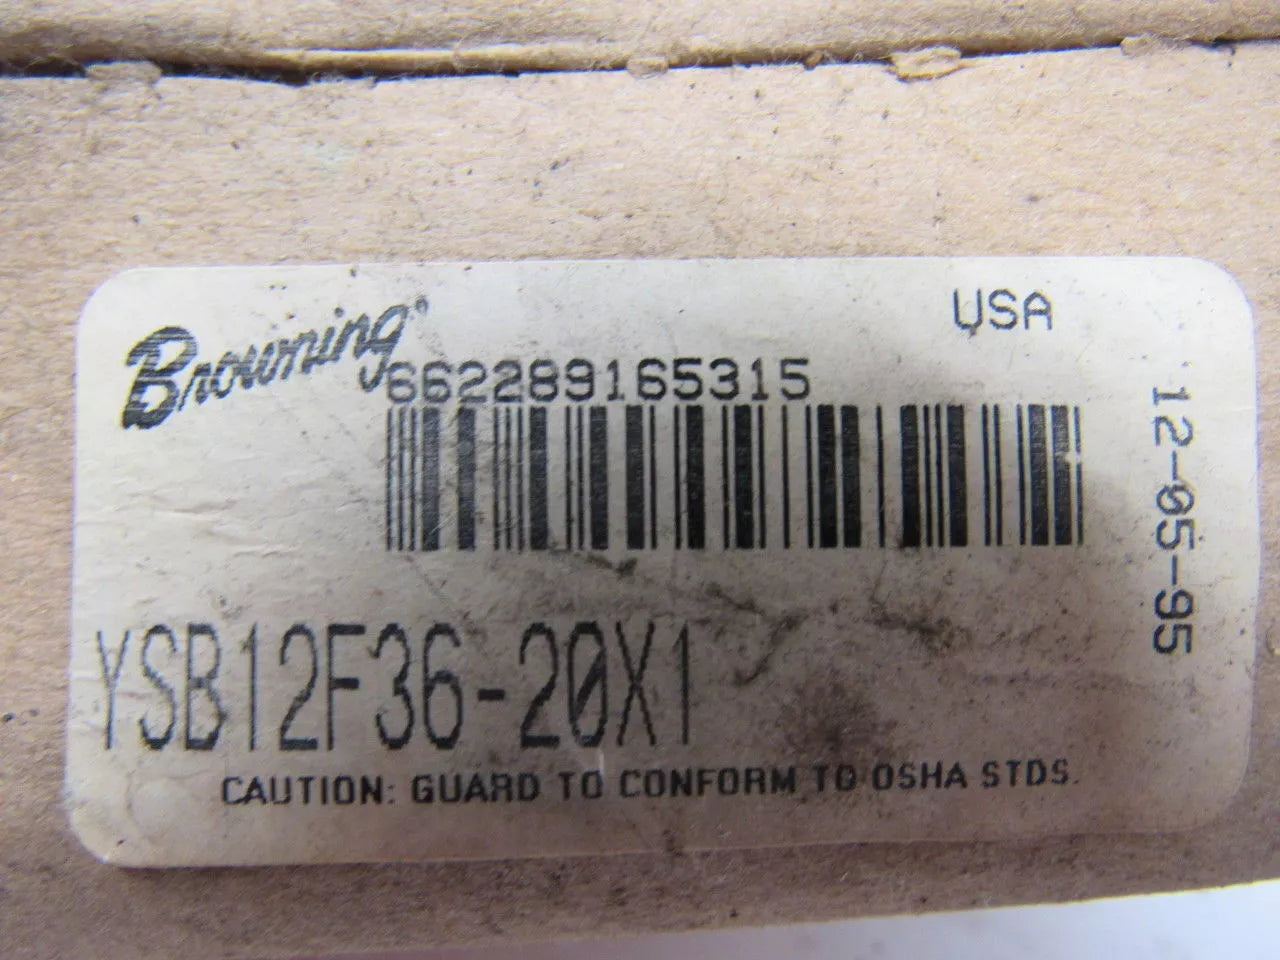 Browning®
USA
662289165315
12-05-95
YSB12F36-20X1
CAUTION: GUARD TO CONFORM TO OSHA STDS.